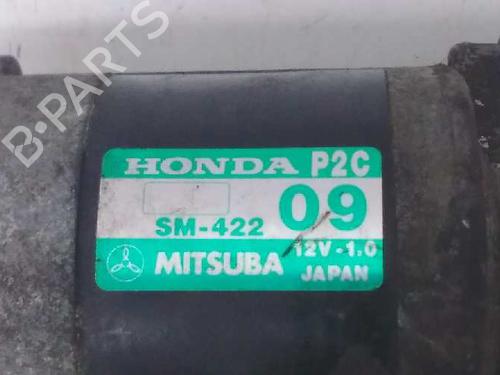 B-PARTS
HONDA P2C
SM-422 09
MITSUBA 12V-1.0
JAPAN